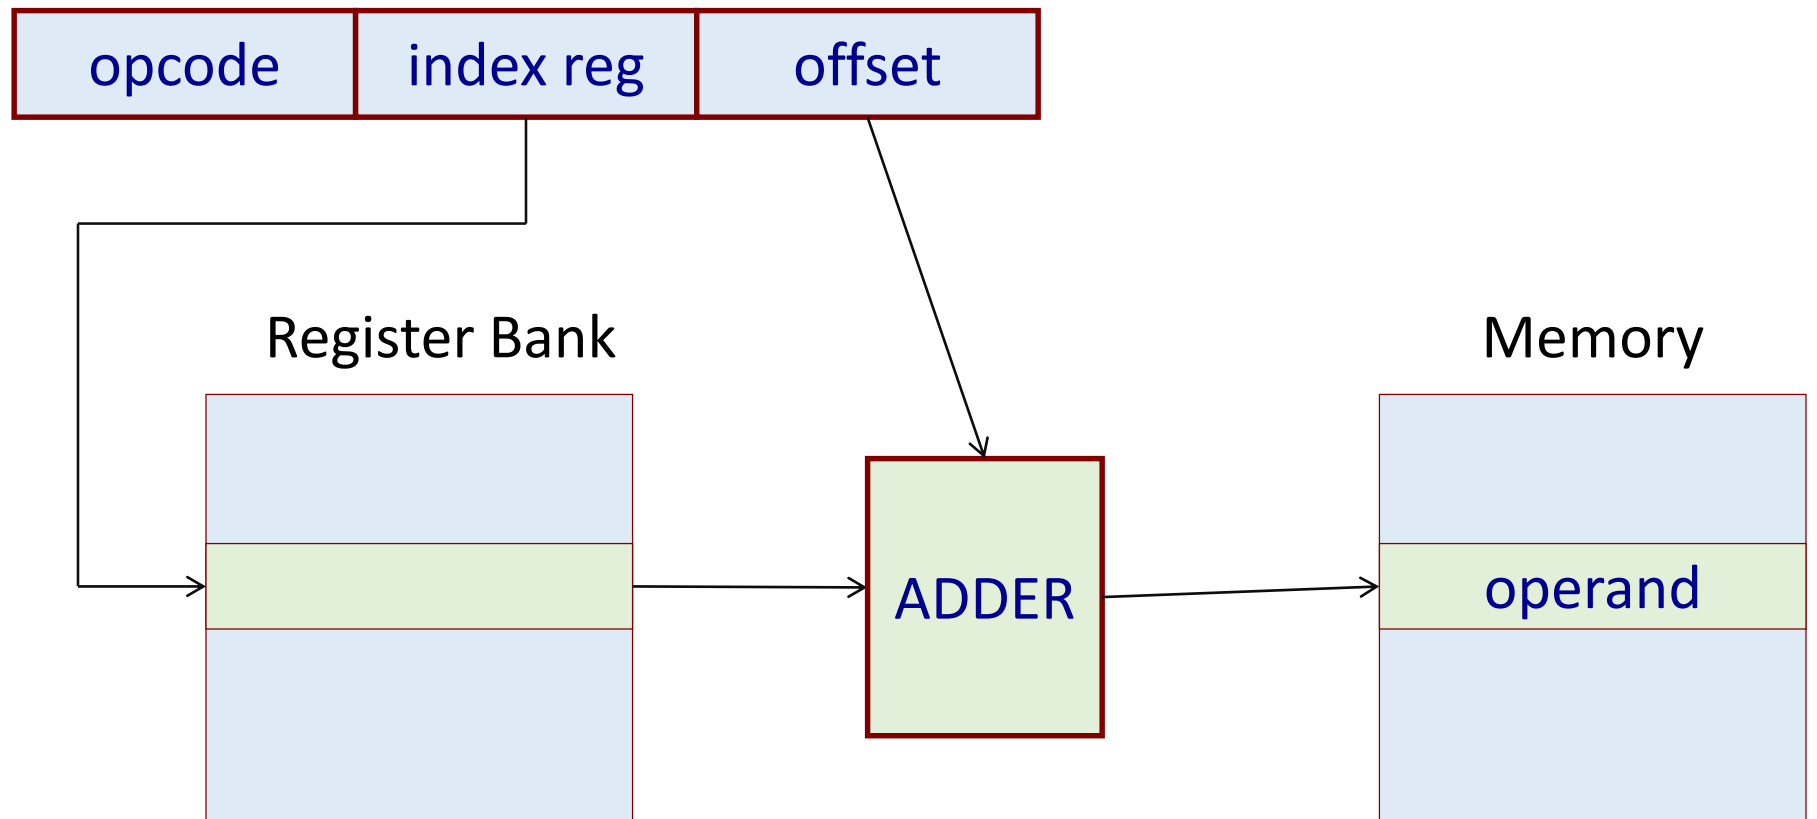 opcode index reg offset
Register Bank
Memory
ADDER
operand